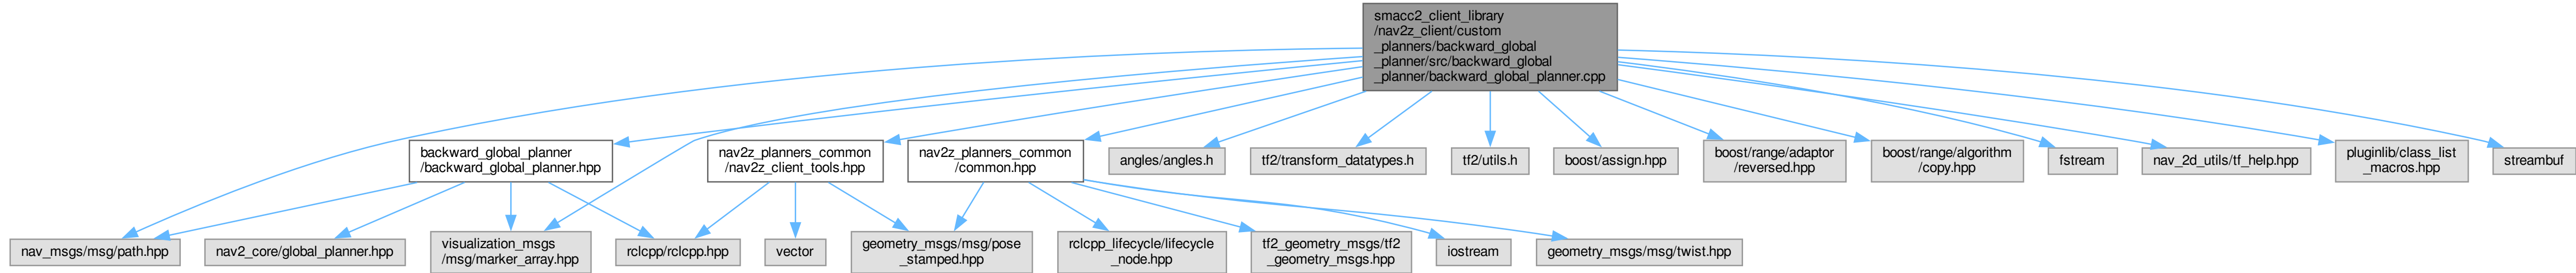 smacc2_client_library
/nav2z_client/custom
_planners/backward_global
_planner/src/backward_global
_planner/backward_global_planner.cpp
backward_global_planner
/backward_global_planner.hpp
nav2z_planners_common
/nav2z_client_tools.hpp
nav2z_planners_common
/common.hpp
angles/angles.h
tf2/transform_datatypes.h
tf2/utils.h
boost/assign.hpp
boost/range/adaptor
/reversed.hpp
boost/range/algorithm
/copy.hpp
fstream
nav_2d_utils/tf_help.hpp
pluginlib/class_list
_macros.hpp
streambuf
nav_msgs/msg/path.hpp
nav2_core/global_planner.hpp
visualization_msgs
/msg/marker_array.hpp
rclcpp/rclcpp.hpp
vector
geometry_msgs/msg/pose
_stamped.hpp
rclcpp_lifecycle/lifecycle
_node.hpp
tf2_geometry_msgs/tf2
_geometry_msgs.hpp
iostream
geometry_msgs/msg/twist.hpp